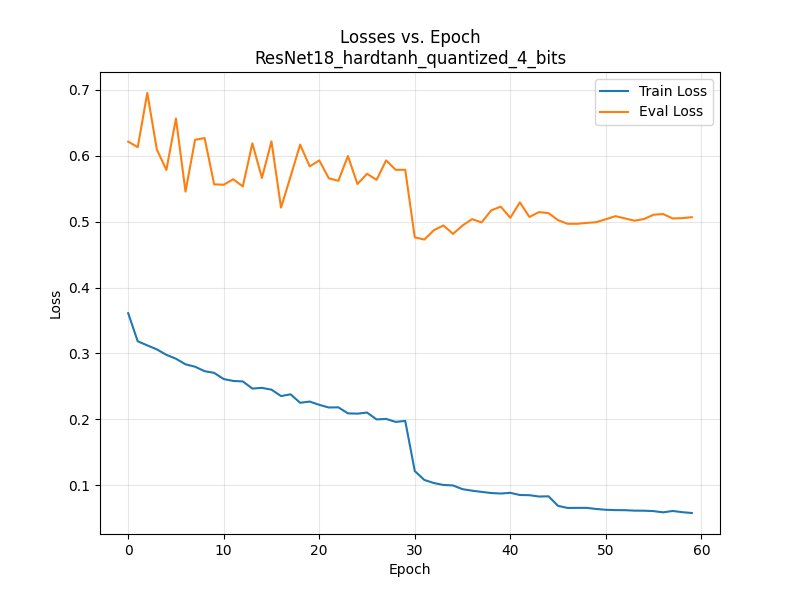 Losses vs. Epoch
ResNet18_hardtanh_quantized_4_bits
Train Loss
Eval Loss
0.7
0.6
0.5
0.4
0.3
0.2
0.1
Loss
0 10 20 30 40 50 60
Epoch